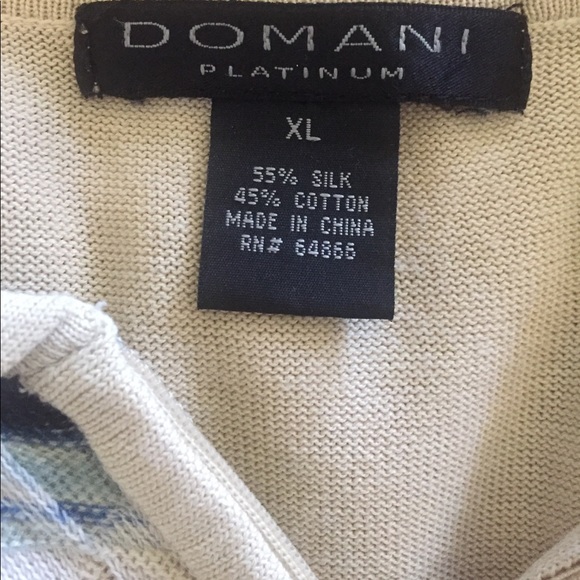 DOMANI
PLATINUM
XL
55% SILK
45% COTTON
MADE IN CHINA
RN# 64866